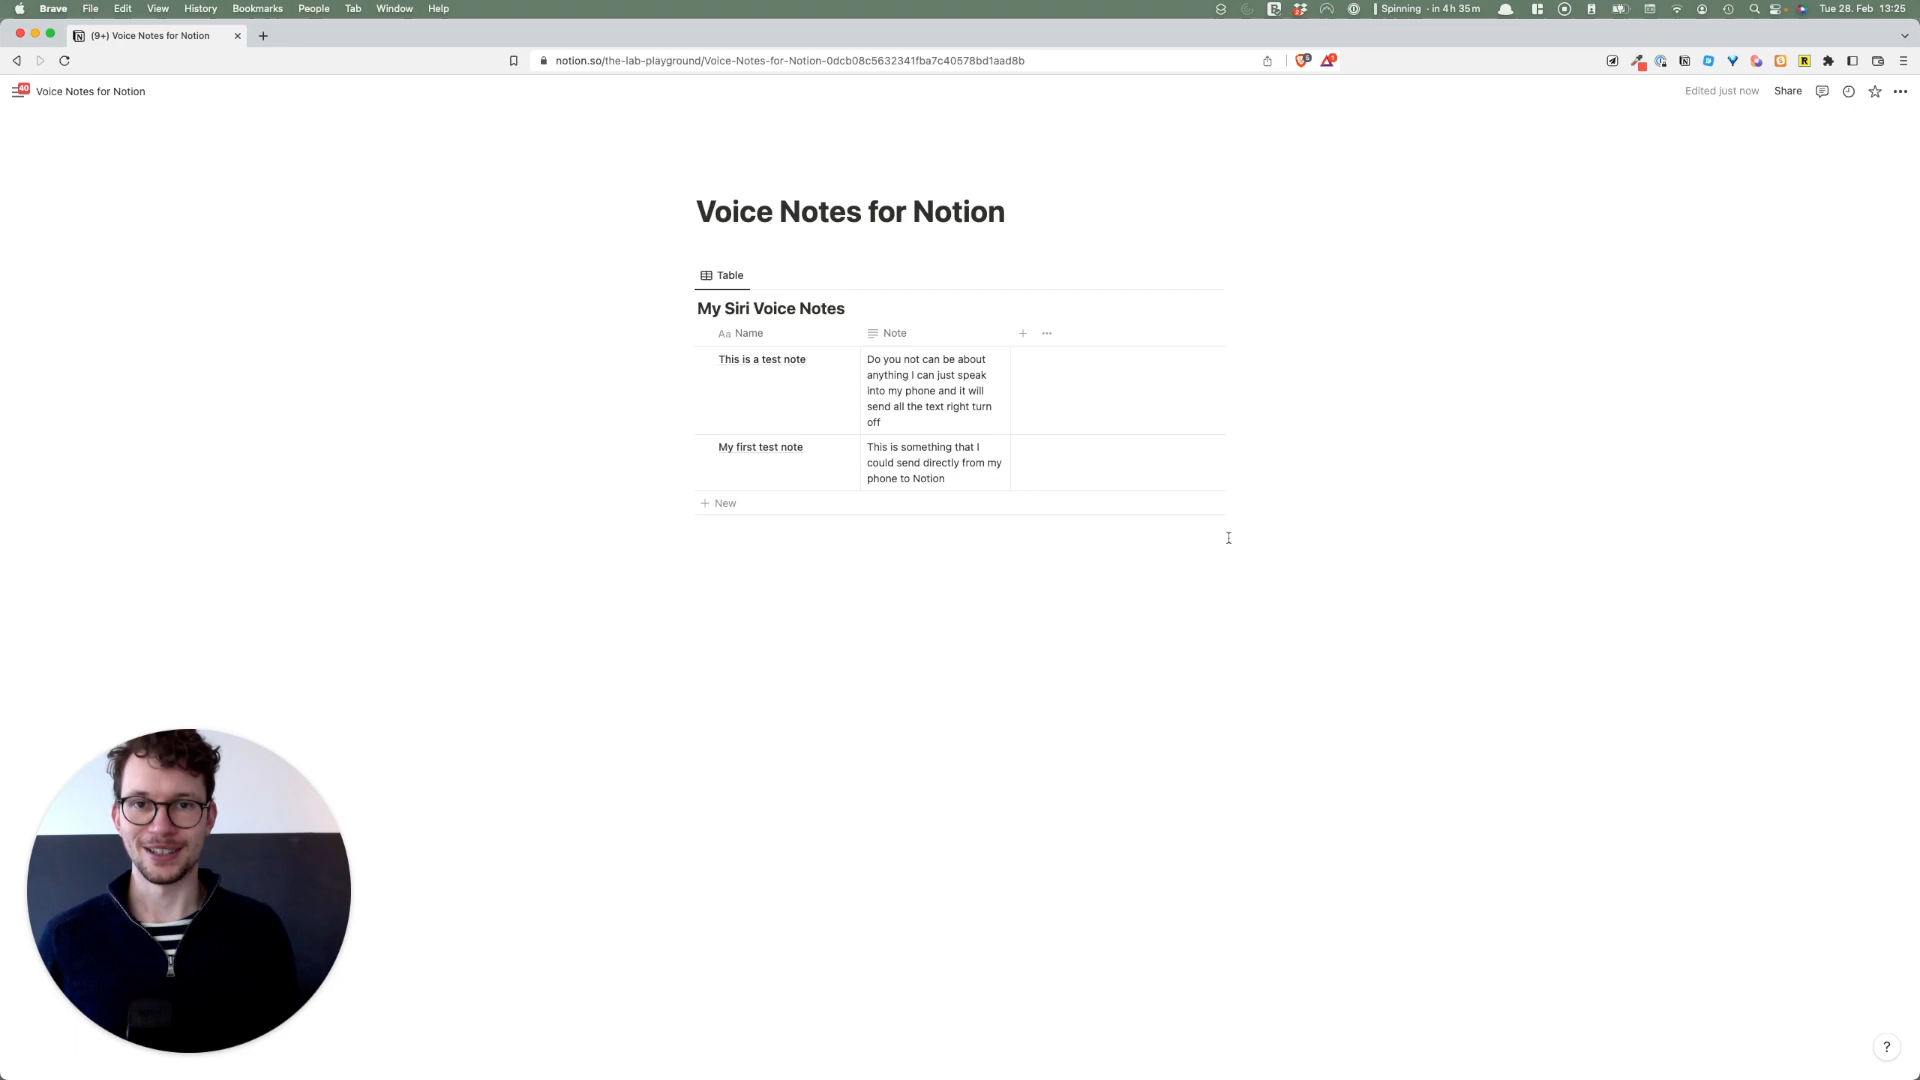 Brave File Edit View History Bookmarks People Tab Window Help Spinning · in 4 h 35 m Tue 28. Feb 13:25
(9+) Voice Notes for Notion
notion.so/the-lab-playground/Voice-Notes-for-Notion-0dcb08c5632341fba7c40578bd1aad8b
40 Voice Notes for Notion Edited just now Share
Voice Notes for Notion
Table
My Siri Voice Notes
Aa Name Note
This is a test note
Do you not can be about
anything I can just speak
into my phone and it will
send all the text right turn
off
My first test note
This is something that I
could send directly from my
phone to Notion
+ New
?